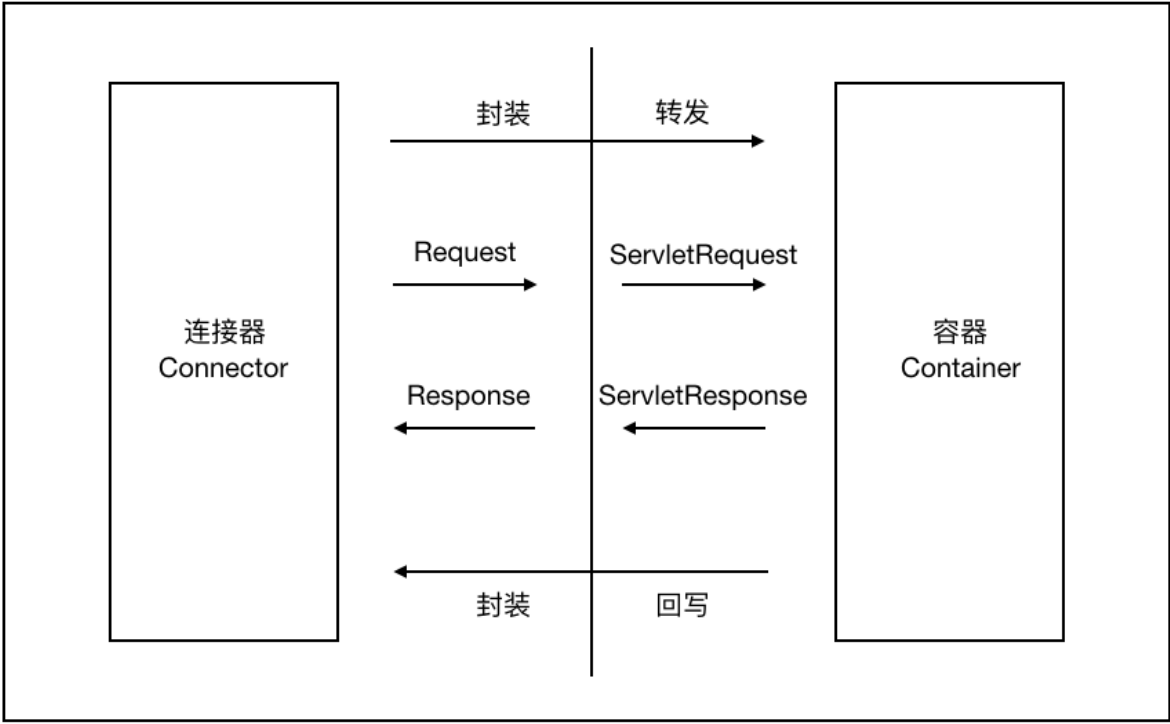 封装
转发
Request
ServletRequest
连接器
Connector
容器
Container
Response
ServletResponse
封装
回写